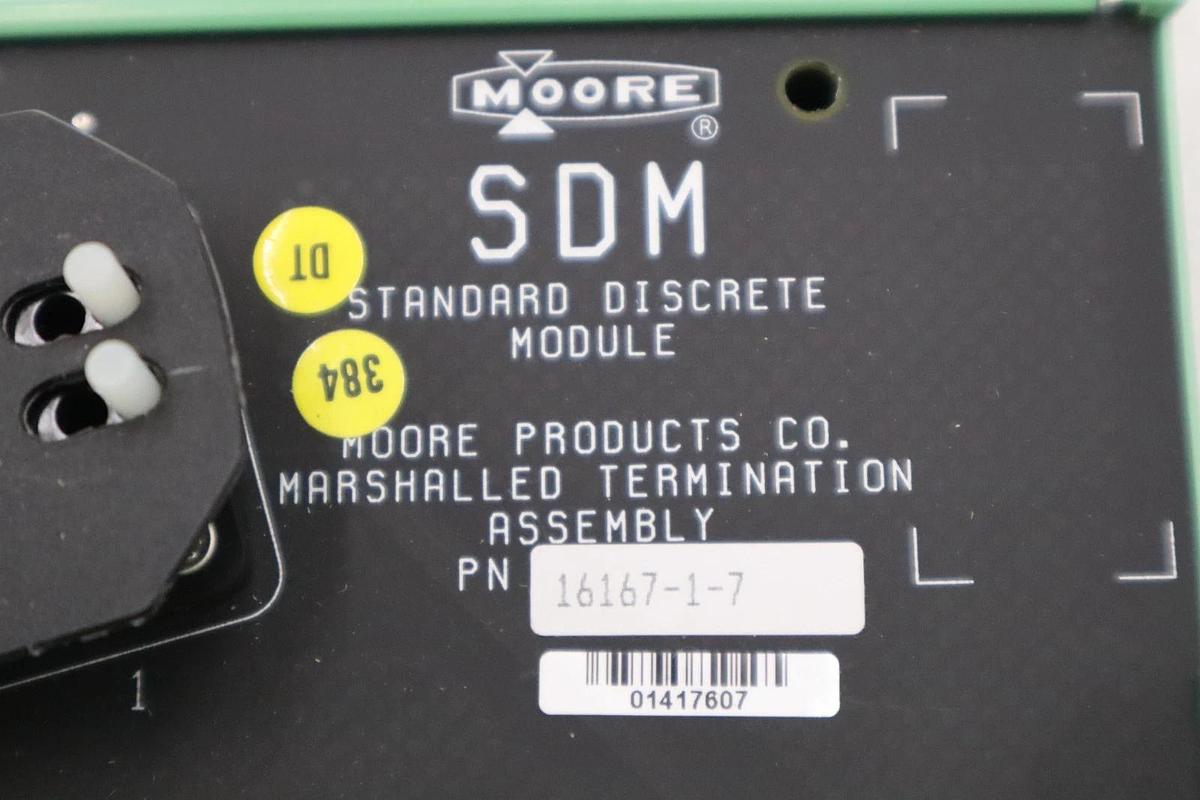 MOORE
®
SDM
DT
STANDARD DISCRETE
MODULE
384
MOORE PRODUCTS CO.
MARSHALLED TERMINATION
ASSEMBLY
PN 16167-1-7
01417607
1